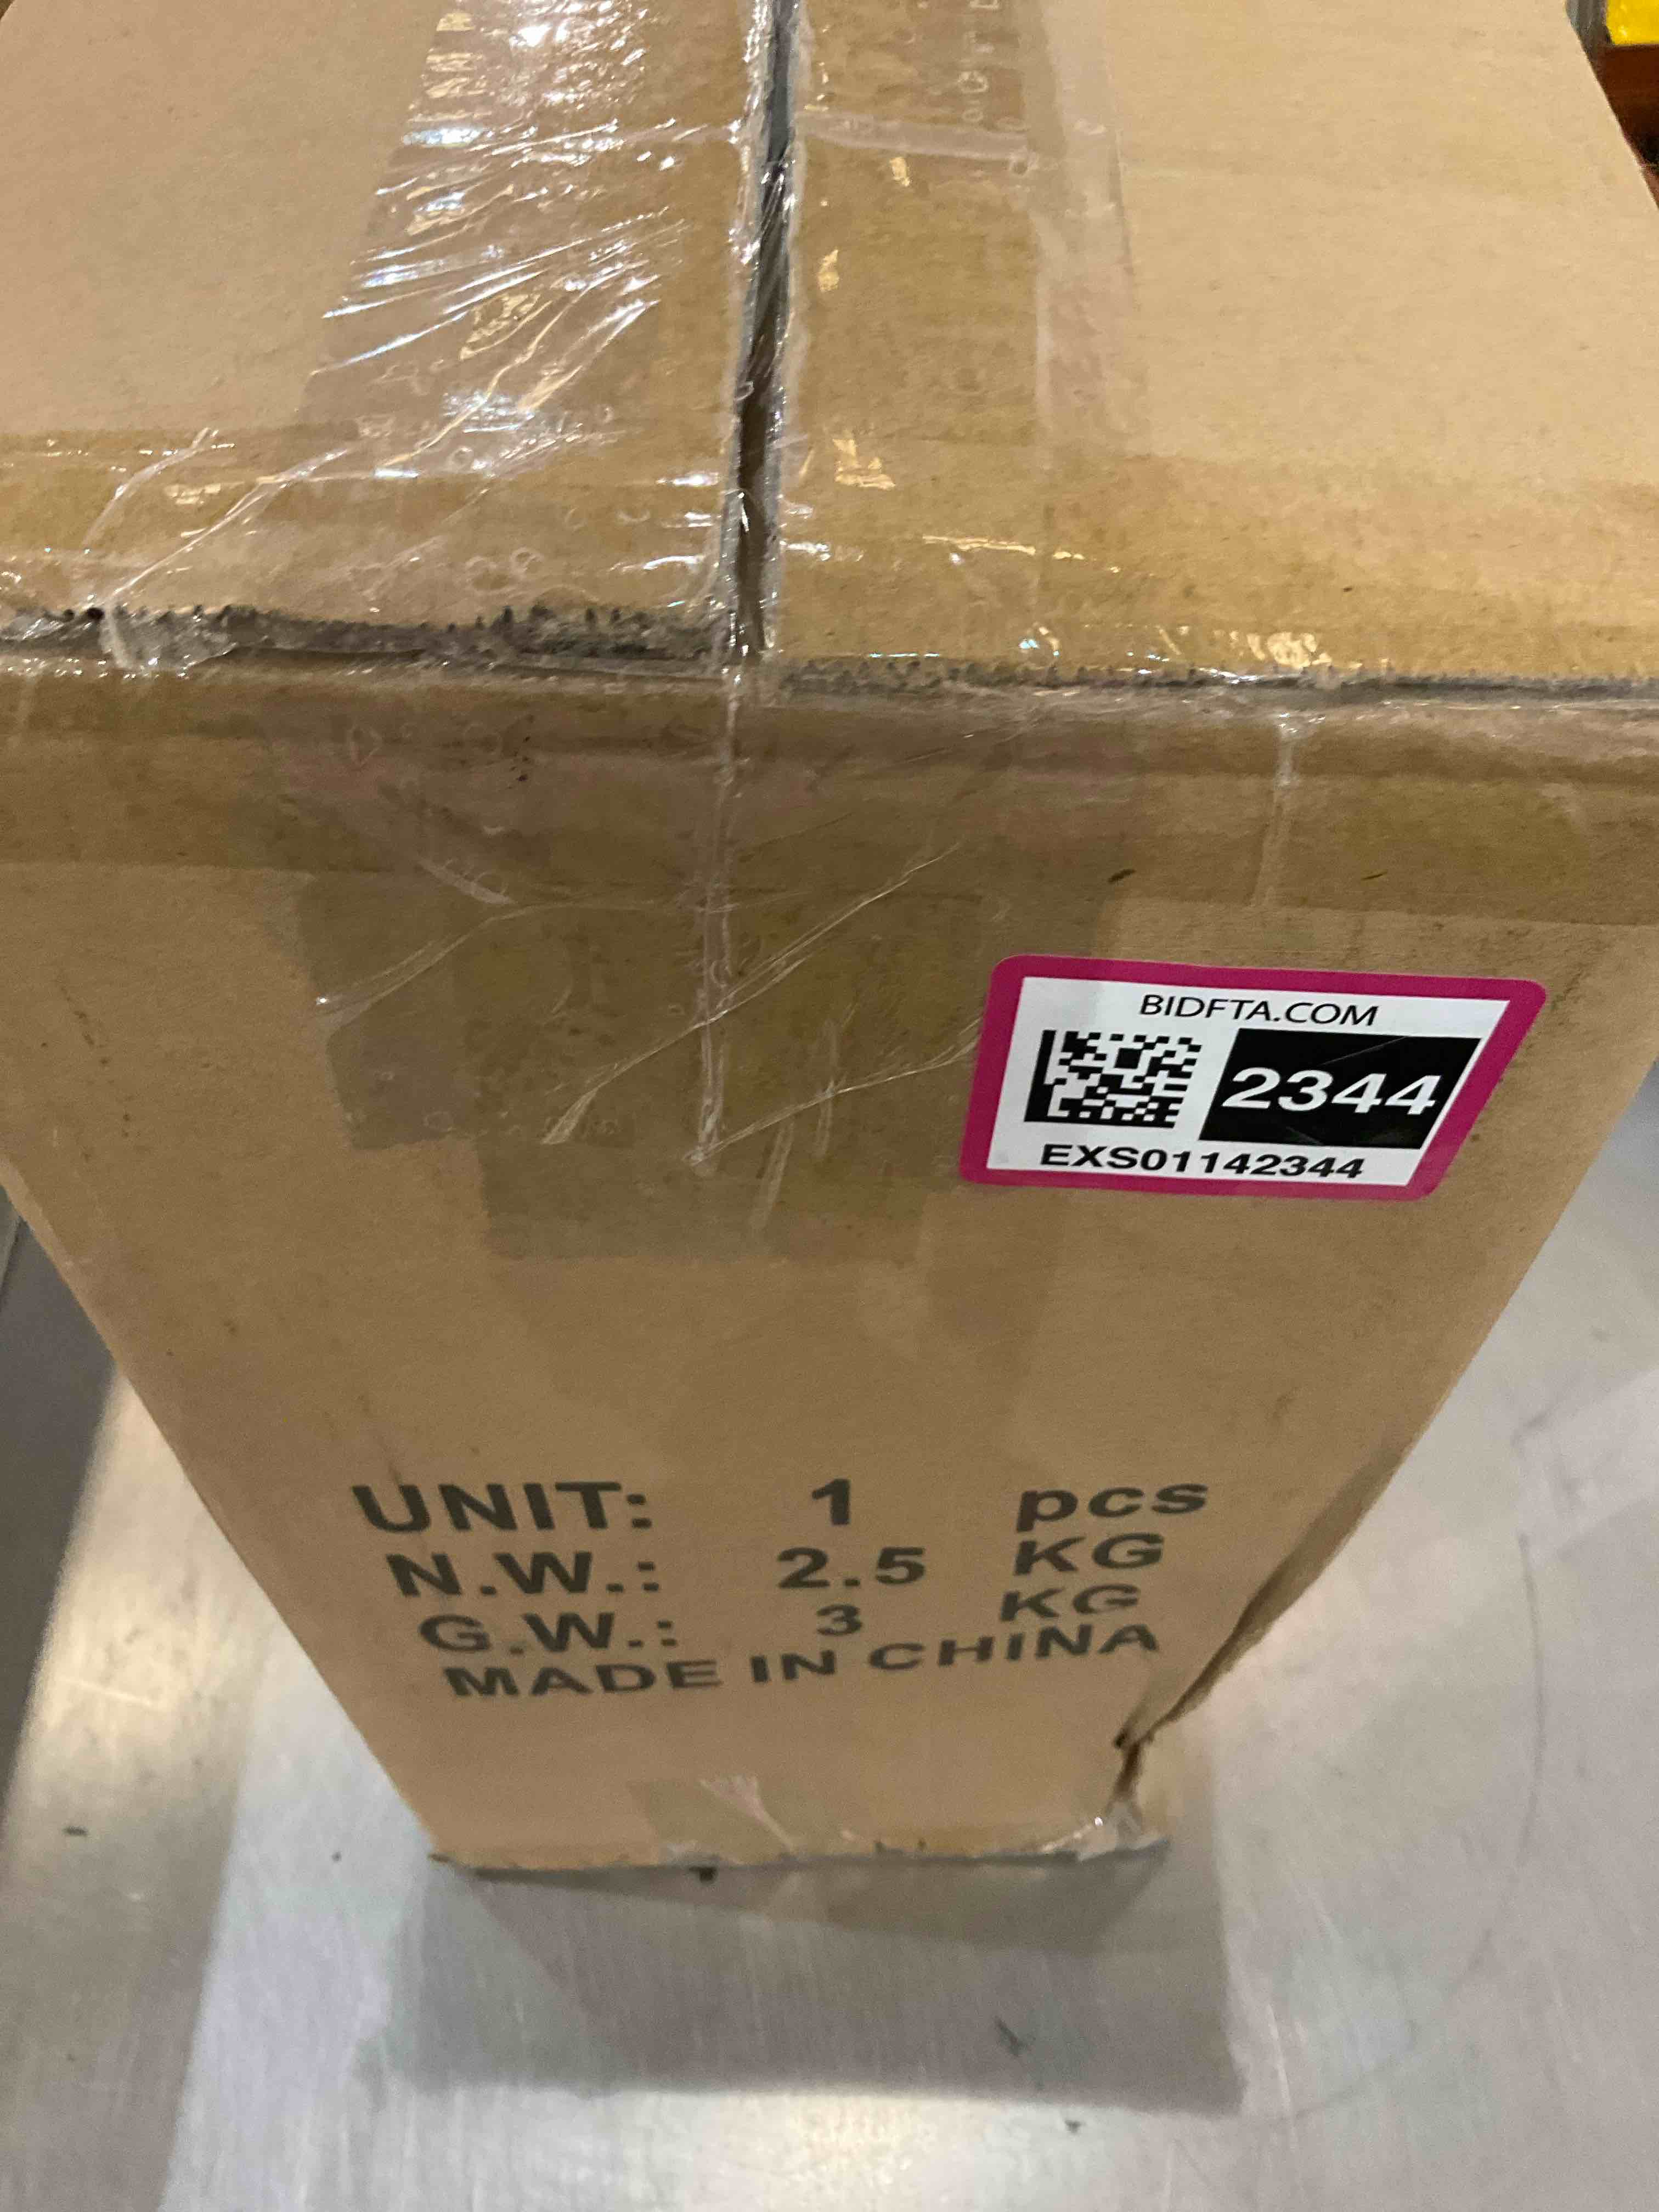 BIDFTA.COM
2344
EXS01142344
UNIT: 1 pcs
N.W.: 2.5 KG
G.W.: 3 KG
MADE IN CHINA